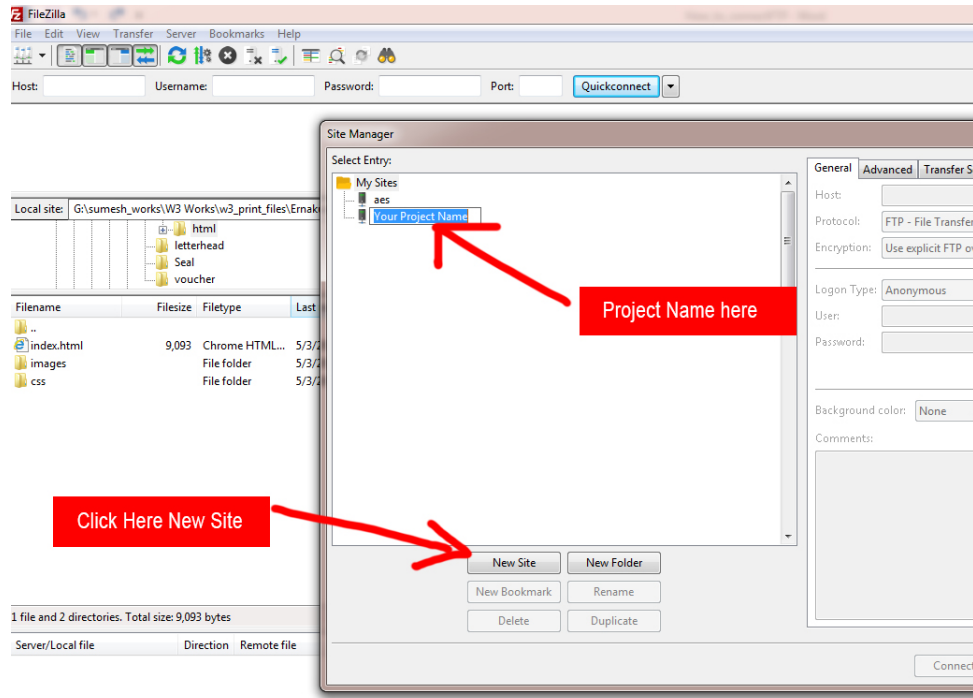 FileZilla
File Edit View Transfer Server Bookmarks Help
Host: Username: Password: Port: Quickconnect
Site Manager
Select Entry:
My Sites
aes
Your Project Name
Project Name here
Click Here New Site
New Site New Folder
New Bookmark Rename
Delete Duplicate
General Advanced Transfer S
Host:
Protocol: FTP - File Transfer
Encryption: Use explicit FTP ov
Logon Type: Anonymous
User:
Password:
Background color: None
Comments:
Connect
Local site: G:\sumesh_works\W3 Works\w3_print_files\Ernaku
html
letterhead
Seal
voucher
Filename Filesize Filetype Last
..
index.html 9,093 Chrome HTML... 5/3/2
images File folder 5/3/2
css File folder 5/3/2
1 file and 2 directories. Total size: 9,093 bytes
Server/Local file Direction Remote file